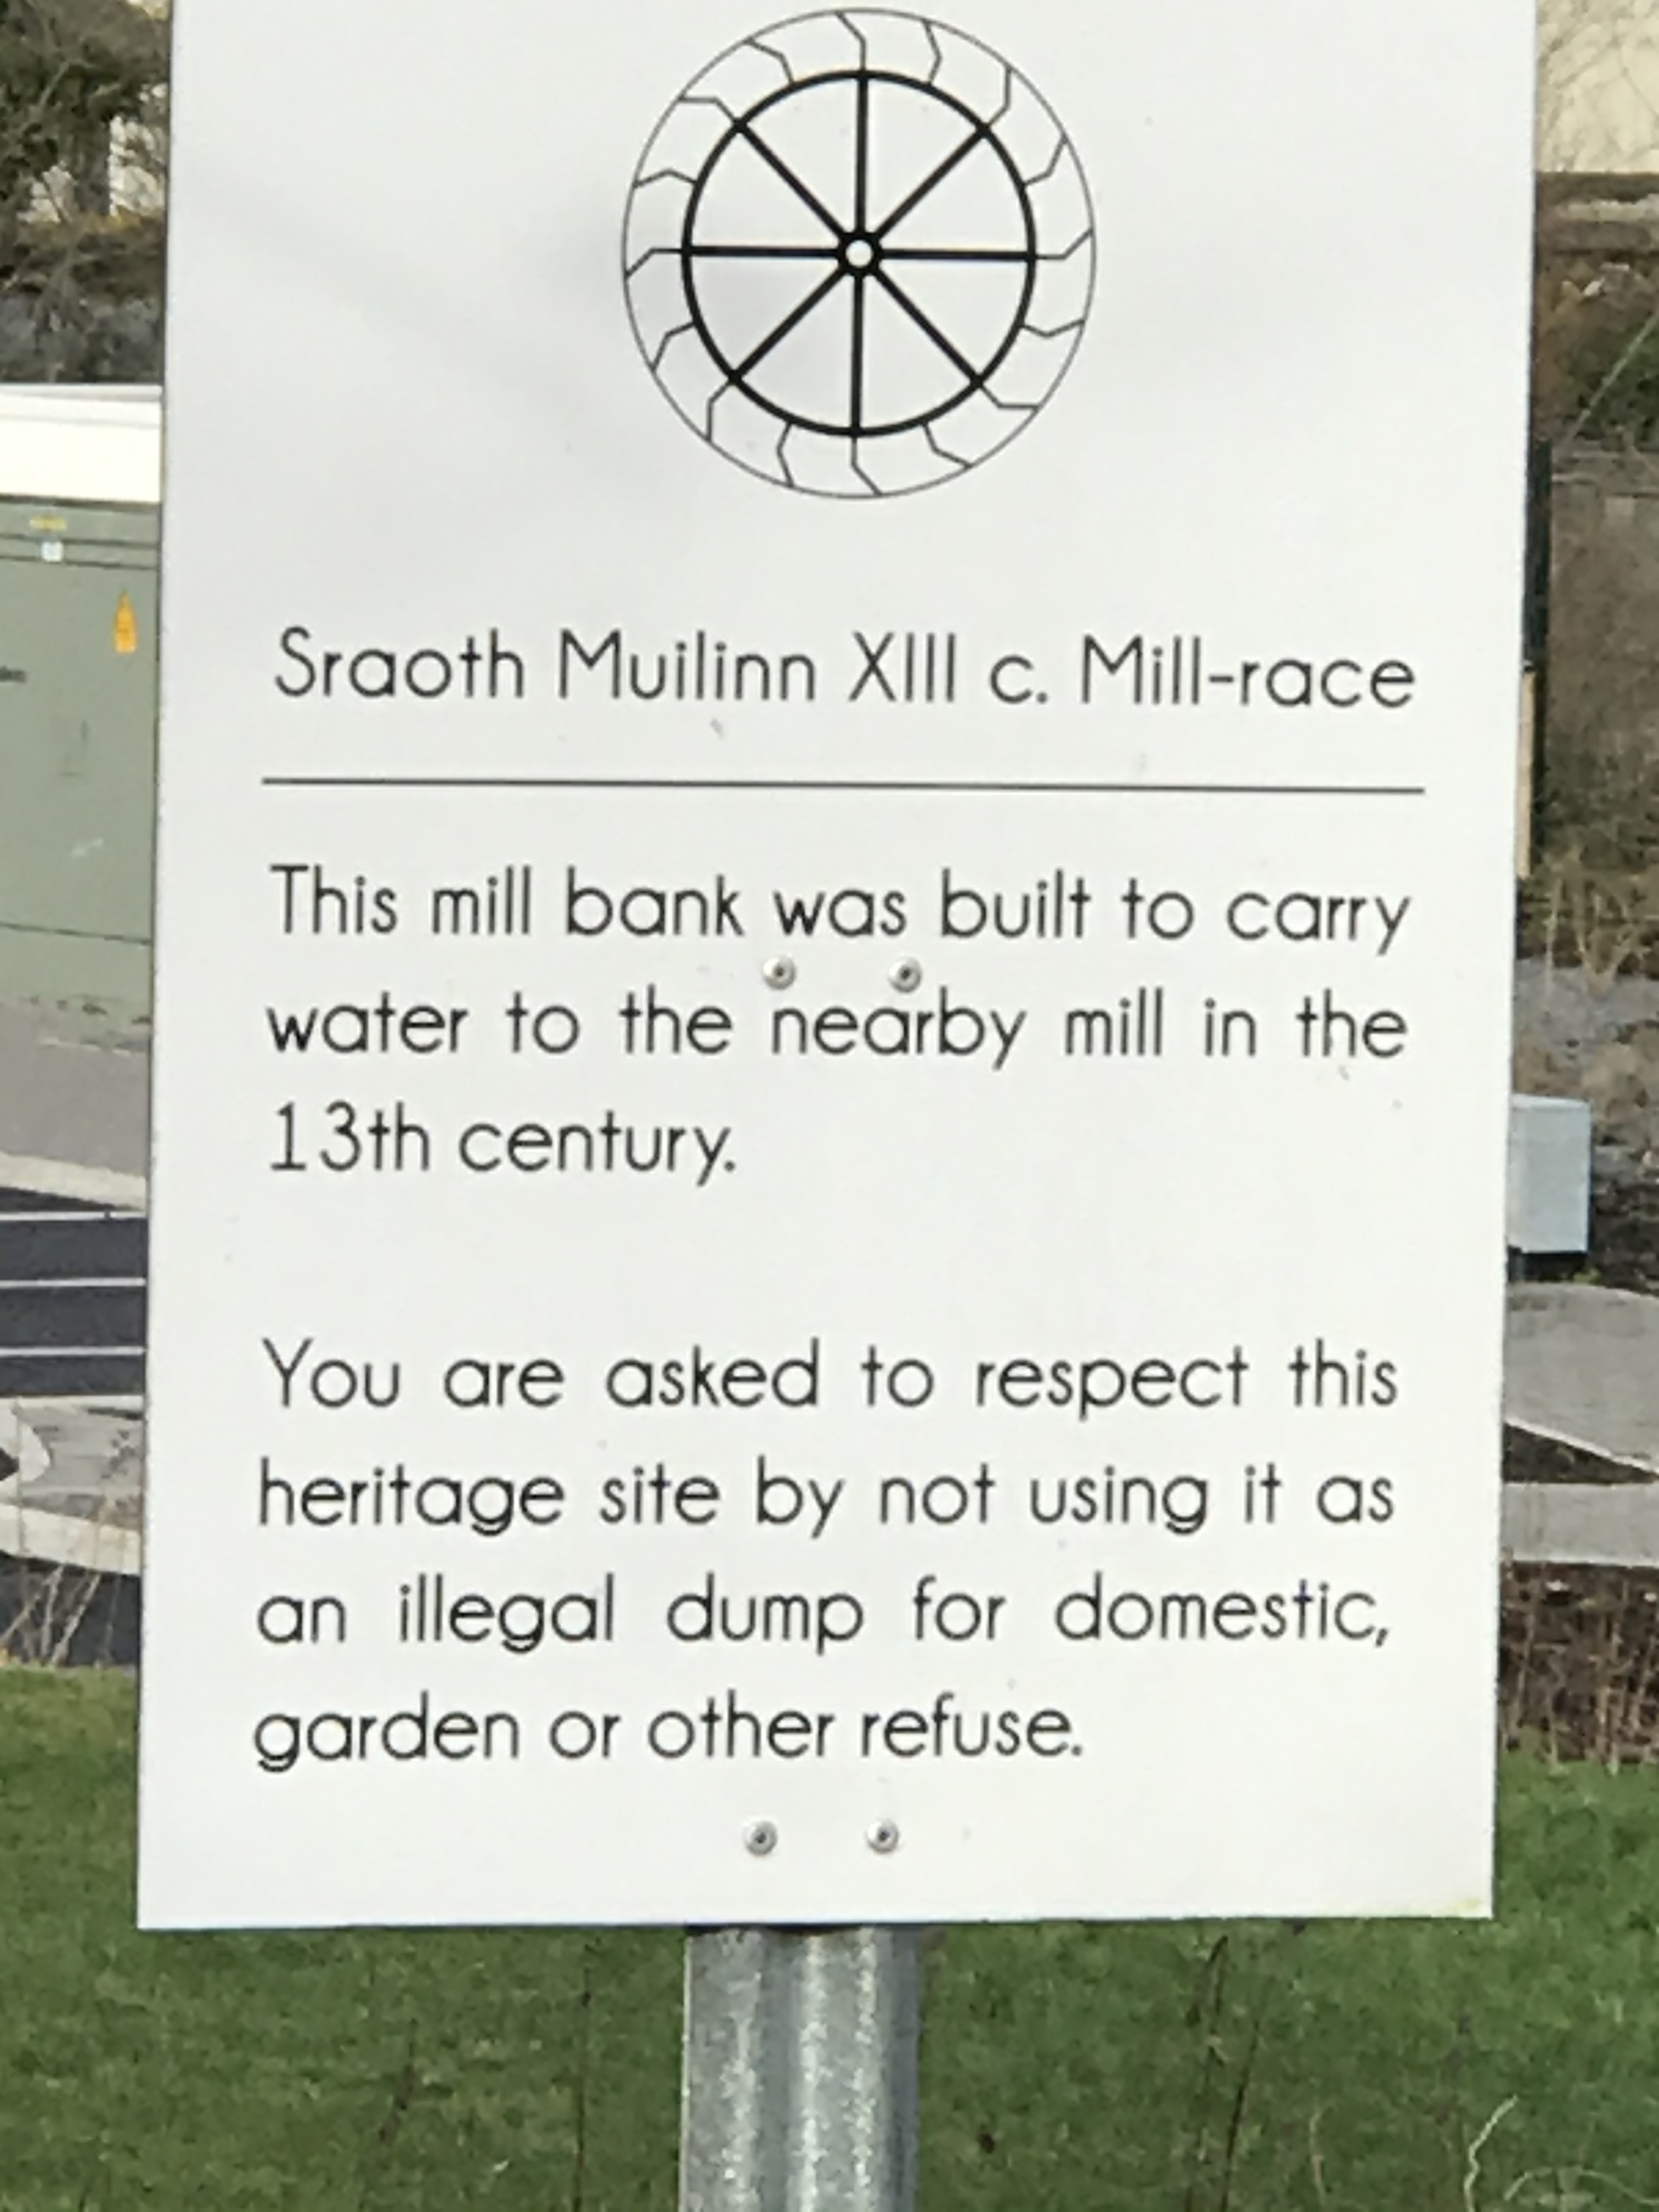 Sraoth Muilinn XIII c. Mill-race
This mill bank was built to carry
water to the nearby mill in the
13th century.
You are asked to respect this
heritage site by not using it as
an illegal dump for domestic,
garden or other refuse.